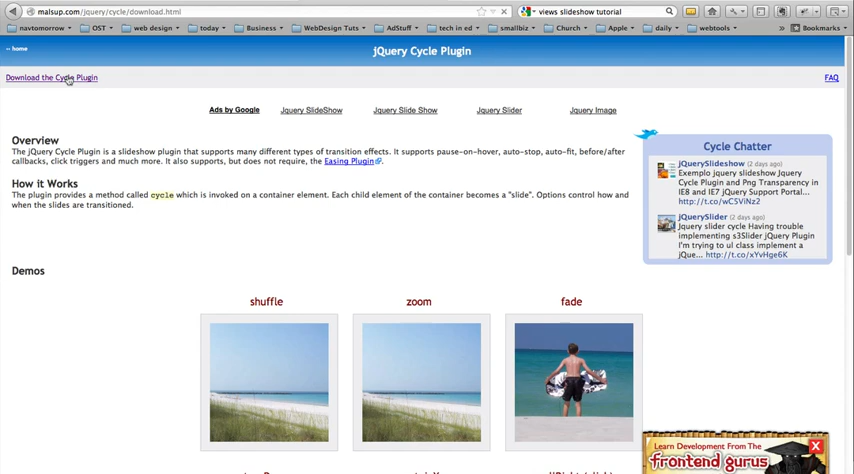 malsup.com/jquery/cycle/download.html
views slideshow tutorial
navtomorrow
OST
web design
today
Business
WebDesign Tuts
AdStuff
tech in ed
smallbiz
Church
Apple
daily
webtools
Bookmarks
-- home
jQuery Cycle Plugin
Download the Cycle Plugin
FAQ
Ads by Google
Jquery SlideShow
Jquery Slide Show
Jquery Slider
Jquery Image
Overview
The jQuery Cycle Plugin is a slideshow plugin that supports many different types of transition effects. It supports pause-on-hover, auto-stop, auto-fit, before/after
callbacks, click triggers and much more. It also supports, but does not require, the Easing Plugin.
How it Works
The plugin provides a method called cycle which is invoked on a container element. Each child element of the container becomes a "slide". Options control how and
when the slides are transitioned.
Cycle Chatter
jQuerySlideshow (2 days ago)
Exemplo jquery slideshow Jquery
Cycle Plugin and Png Transparency in
IE8 and IE7 jQuery Support Portal...
http://t.co/wC5ViNz2
jQuerySlider (2 days ago)
Jquery slider cycle Having trouble
implementing s3Slider jQuery Plugin
I'm trying to ul class implement a
jQue... http://t.co/xYvHge6K
Demos
shuffle
zoom
fade
Learn Development From The
frontend gurus